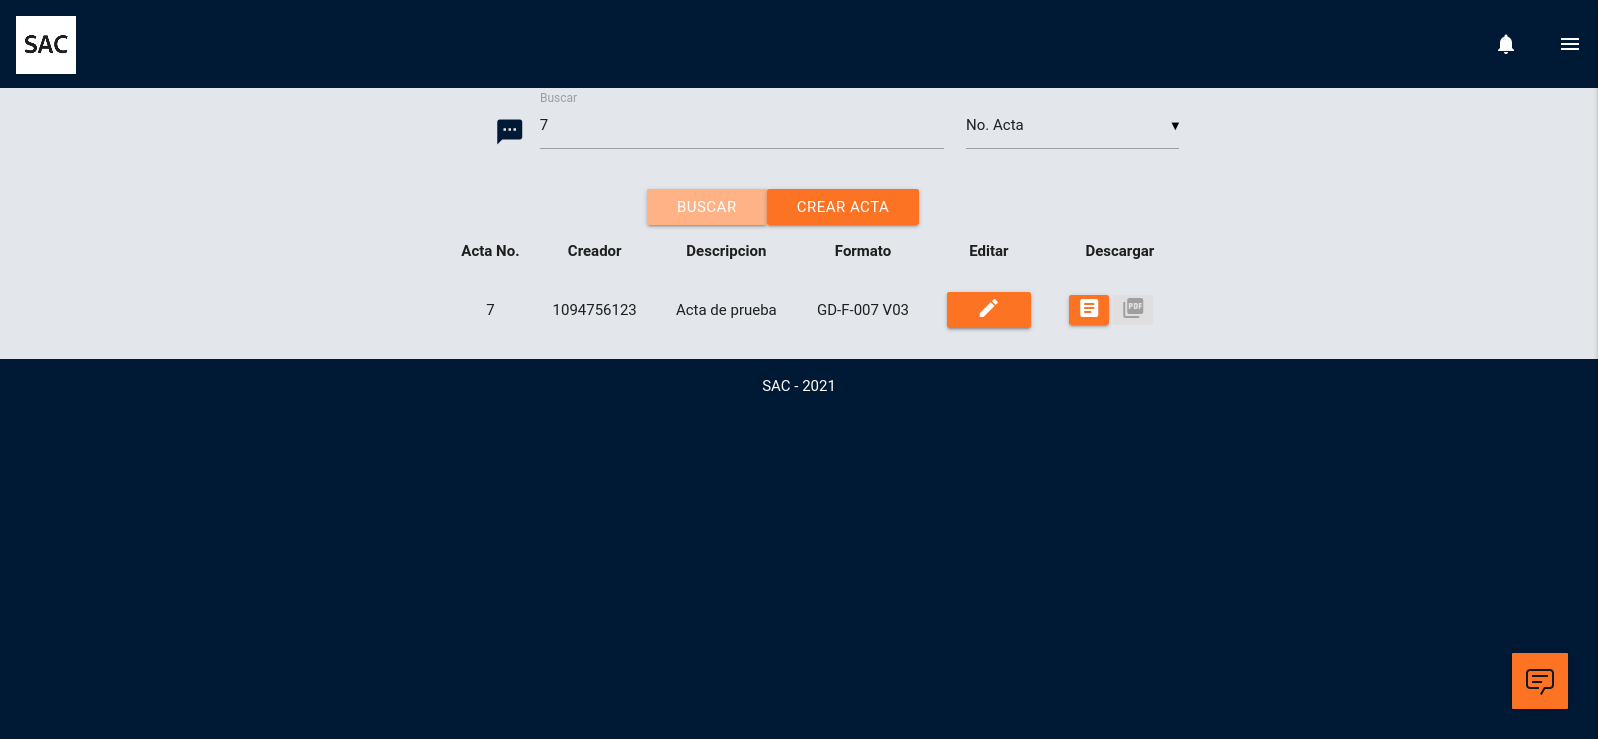 SAC
Buscar
7
No. Acta
BUSCAR
CREAR ACTA
Acta No. Creador Descripcion Formato Editar Descargar
7 1094756123 Acta de prueba GD-F-007 V03
PDF
SAC - 2021